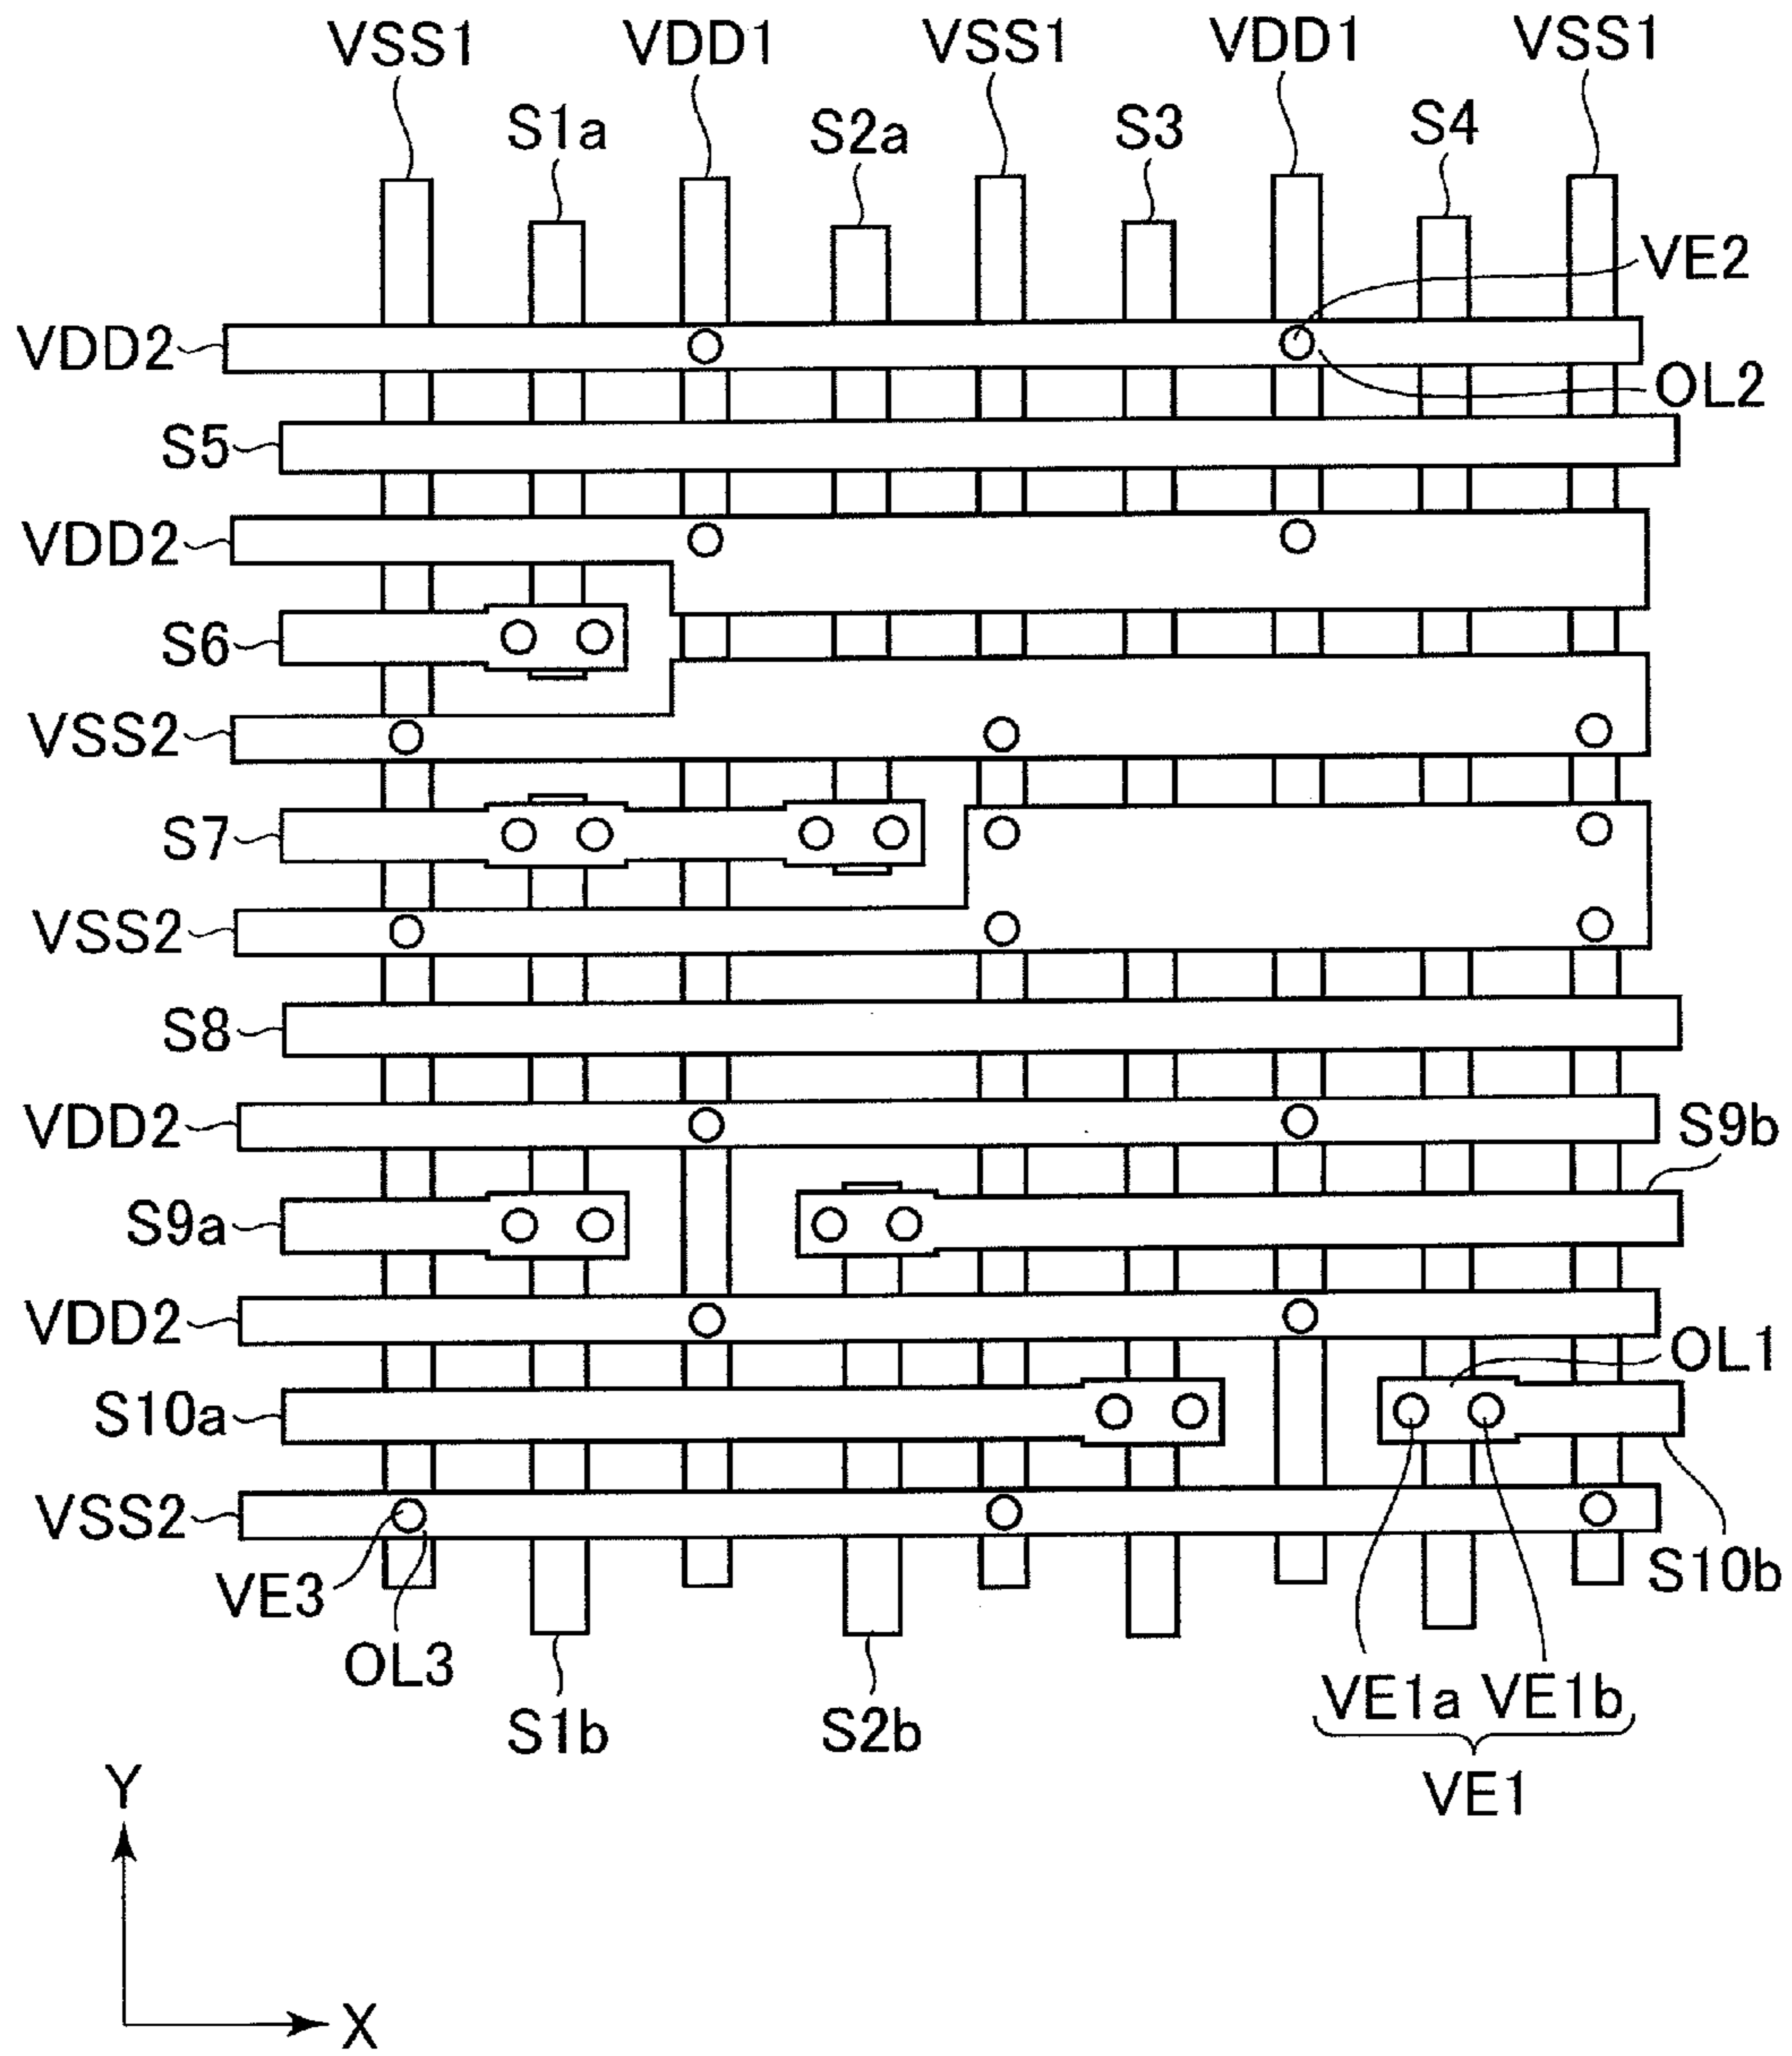 VSS1 VDD1 VSS1 VDD1 VSS1
S1a S2a S3 S4
VE2
VDD2
OL2
S5
VDD2
S6
VSS2
S7
VSS2
S8
VDD2
S9b
S9a
VDD2
OL1
S10a
VSS2
S10b
VE3
OL3
S1b S2b VE1a VE1b
VE1
Y
X